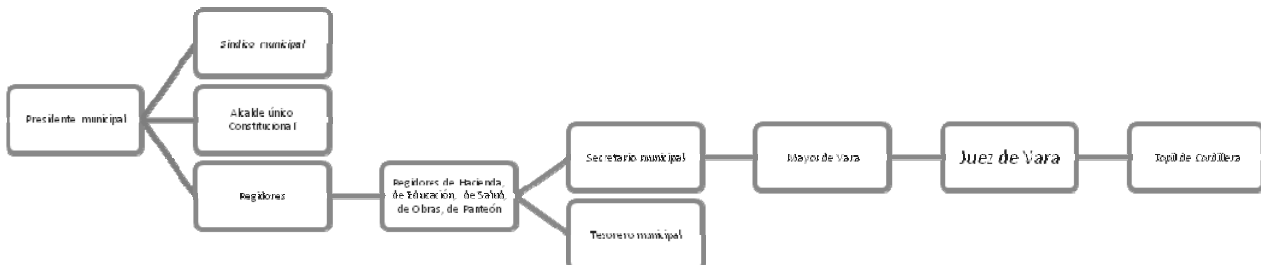 Síndico municipal
Presidente municipal
Alcalde único
Constitucional
Regidores
Regidores de Hacienda,
de Educación, de Salud,
de Obras, de Panteón
Secretario municipal
Tesorero municipal
Mayor de Vara
Juez de Vara
Topil de Cordillera